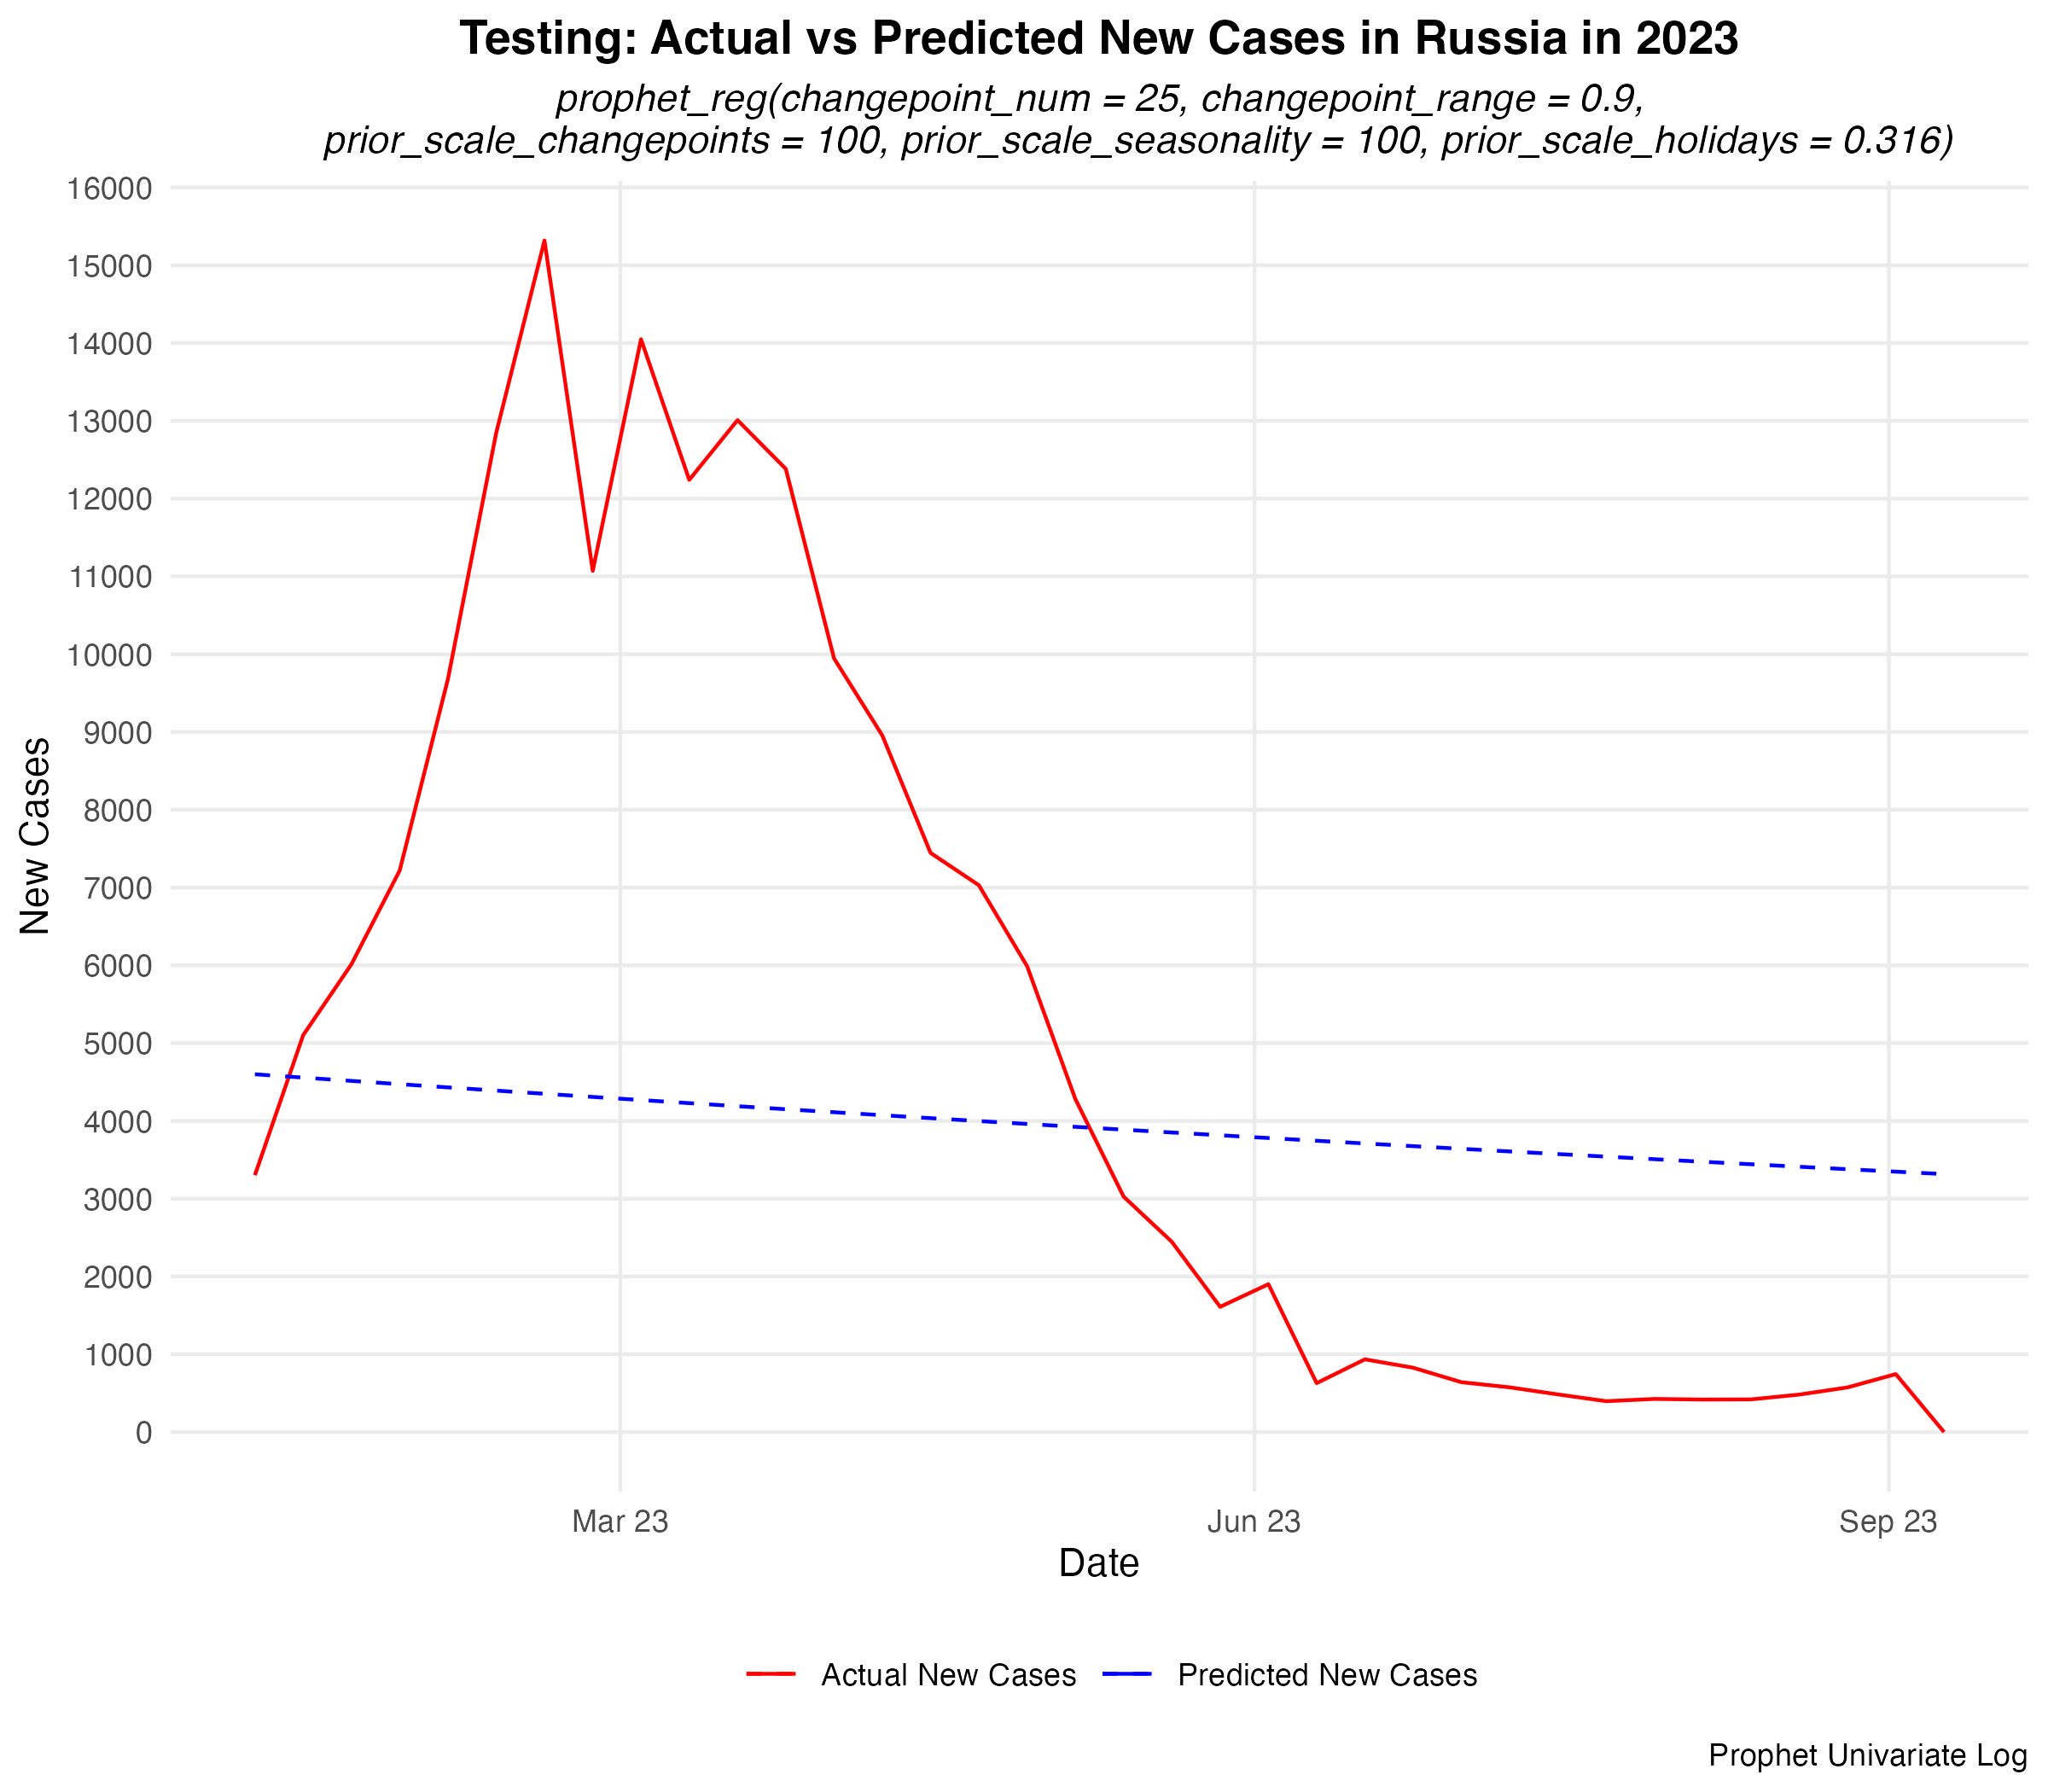 Testing: Actual vs Predicted New Cases in Russia in 2023
prophet_reg(changepoint_num = 25, changepoint_range = 0.9,
prior_scale_changepoints = 100, prior_scale_seasonality = 100, prior_scale_holidays = 0.316)
16000
15000
14000
13000
12000
11000
10000
9000
8000
7000
6000
5000
4000
3000
2000
1000
0
New Cases
Mar 23 Jun 23 Sep 23
Date
Actual New Cases Predicted New Cases
Prophet Univariate Log